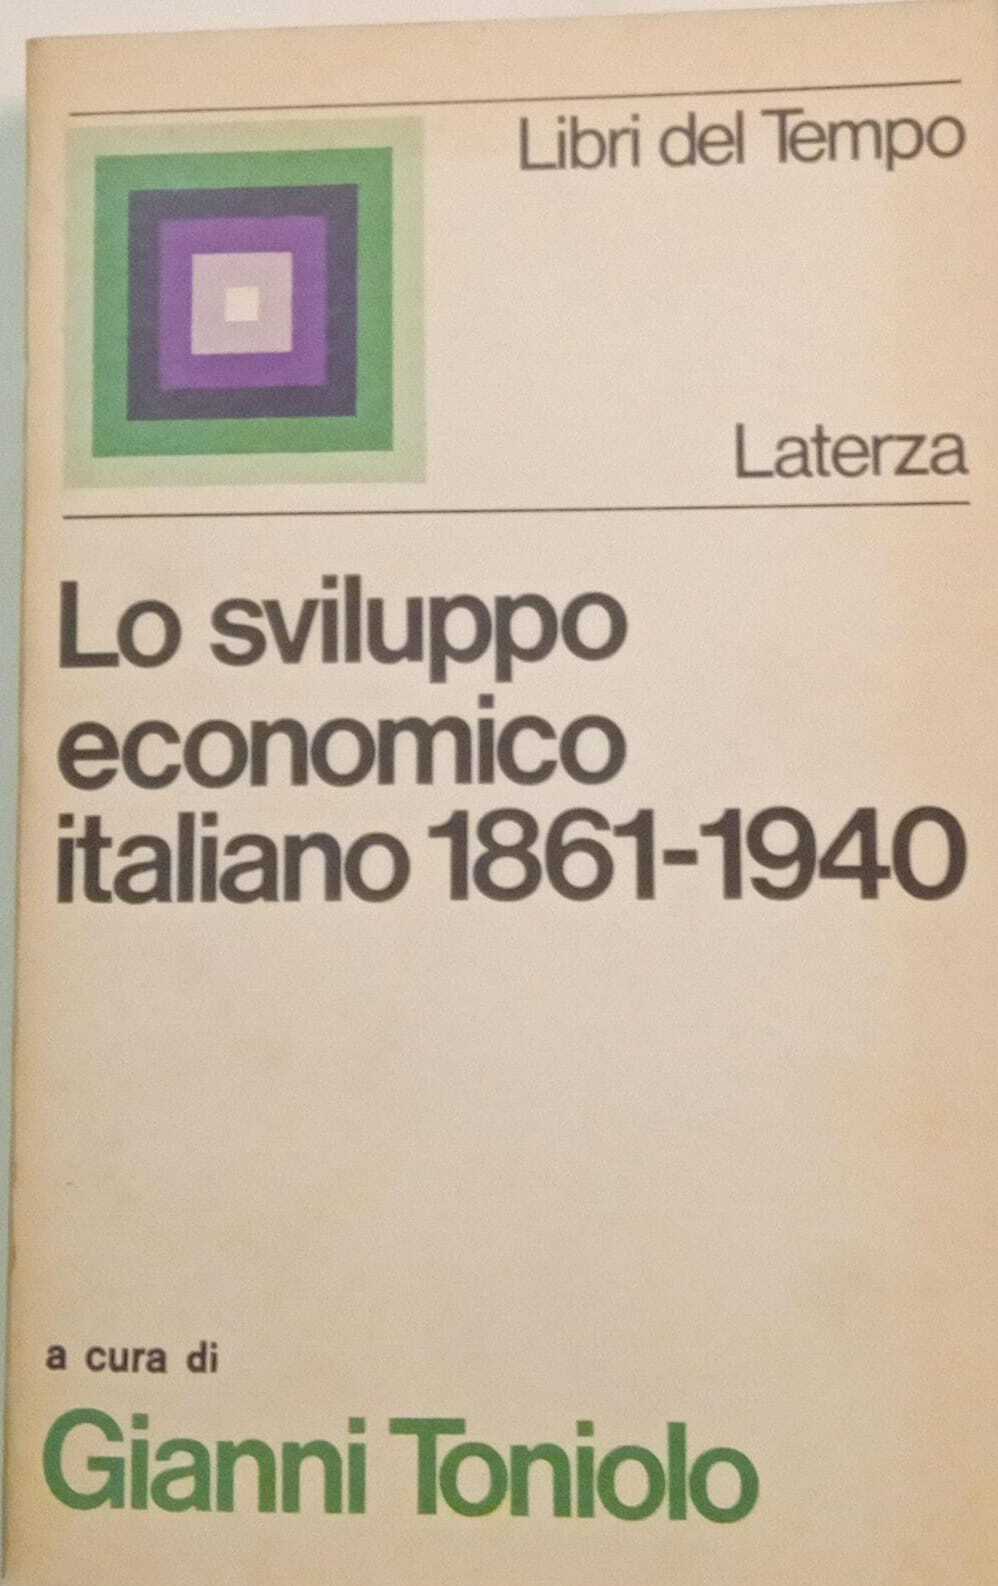 Libri del Tempo
Laterza
Lo sviluppo
economico
italiano 1861-1940
a cura di
Gianni Toniolo